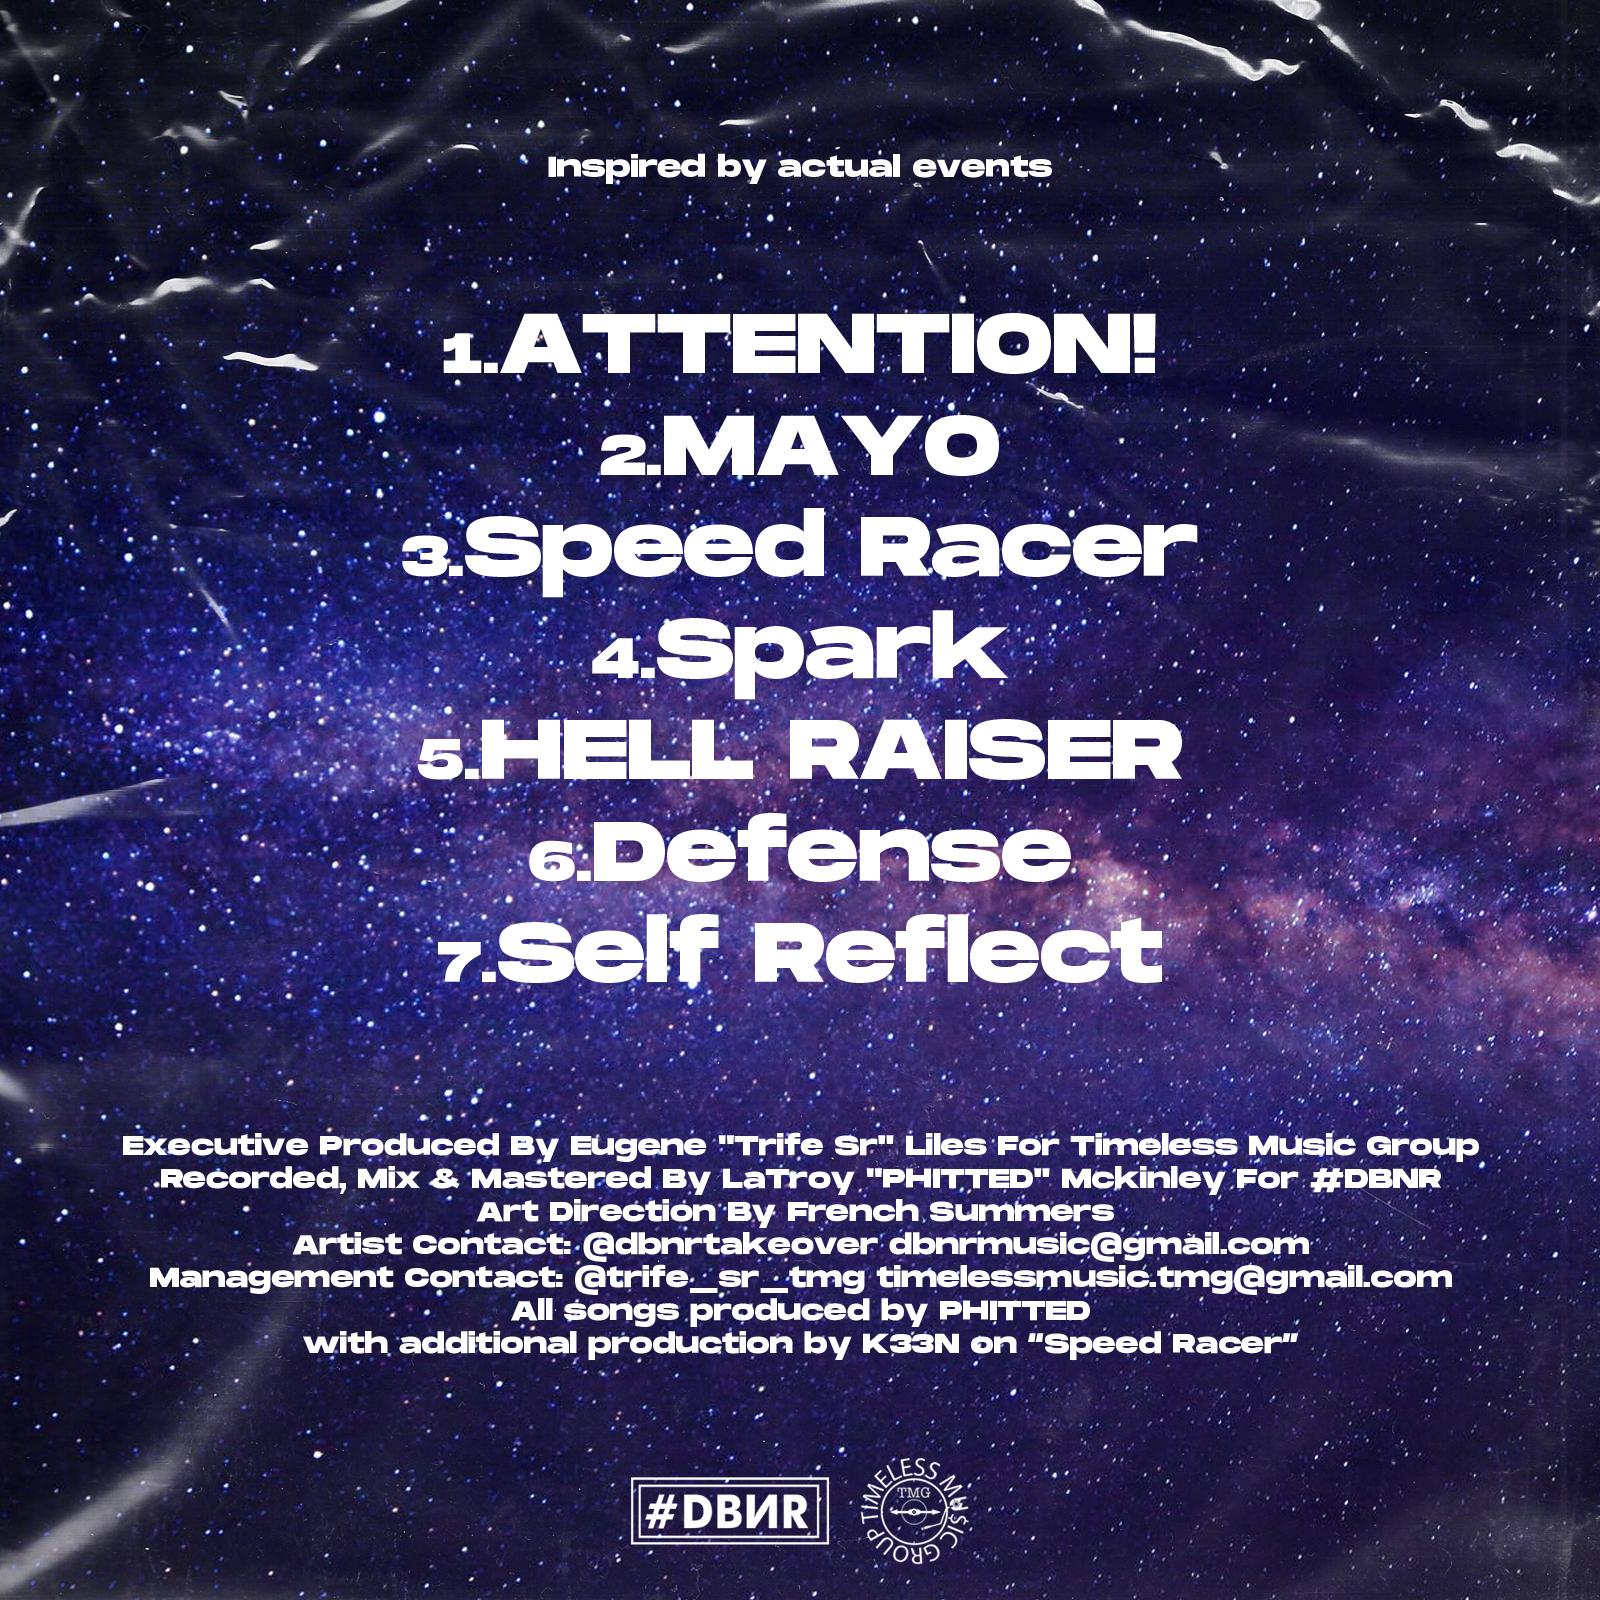 Inspired by actual events
1.ATTENTION!
2.MAYO
3.Speed Racer
4.Spark
5.HELL RAISER
6.Defense
7.Self Reflect
Executive Produced By Eugene "Trife Sr" Liles For Timeless Music Group
Recorded, Mix & Mastered By LaTroy "PHITTED" Mckinley For #DBNR
Art Direction By French Summers
Artist Contact: @dbnrtakeover dbnrmusic@gmail.com
Management Contact: @trife_sr_tmg timelessmusic.tmg@gmail.com
All songs produced by PHITTED
with additional production by K33N on “Speed Racer”
#DBИR
TIMELESS MUSIC GROUP
TMG